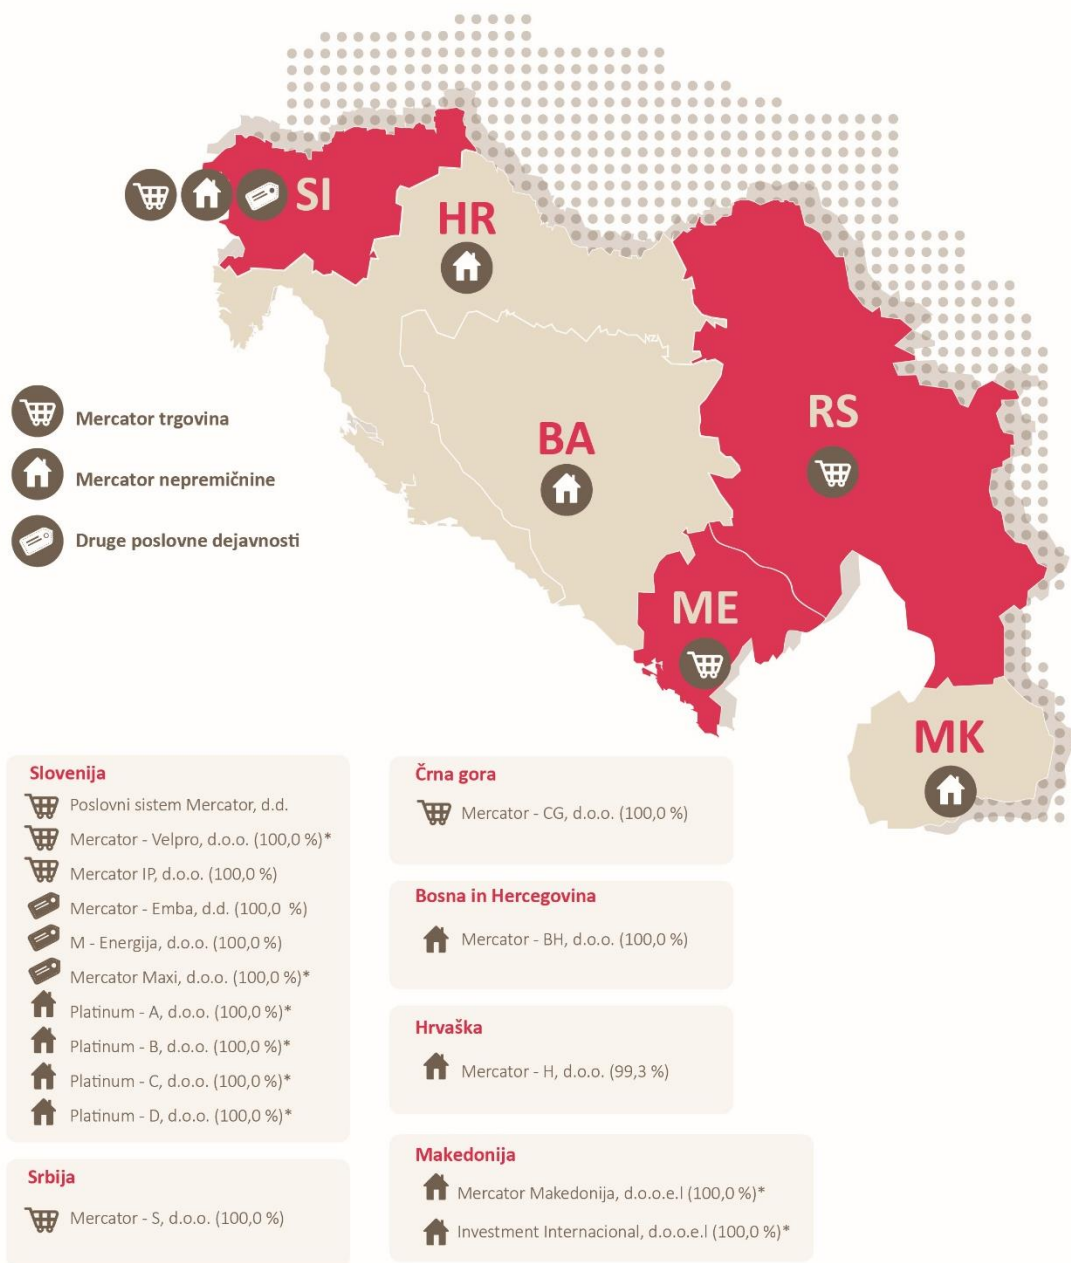 SI
HR
BA
RS
ME
MK
Mercator trgovina
Mercator nepremičnine
Druge poslovne dejavnosti
Slovenija
Poslovni sistem Mercator, d.d.
Mercator - Velpro, d.o.o. (100,0 %)*
Mercator IP, d.o.o. (100,0 %)
Mercator - Emba, d.d. (100,0 %)
M - Energija, d.o.o. (100,0 %)
Mercator Maxi, d.o.o. (100,0 %)*
Platinum - A, d.o.o. (100,0 %)*
Platinum - B, d.o.o. (100,0 %)*
Platinum - C, d.o.o. (100,0 %)*
Platinum - D, d.o.o. (100,0 %)*
Srbija
Mercator - S, d.o.o. (100,0 %)
Črna gora
Mercator - CG, d.o.o. (100,0 %)
Bosna in Hercegovina
Mercator - BH, d.o.o. (100,0 %)
Hrvaška
Mercator - H, d.o.o. (99,3 %)
Makedonija
Mercator Makedonija, d.o.o.e.l (100,0 %)*
Investment Internacional, d.o.o.e.l (100,0 %)*